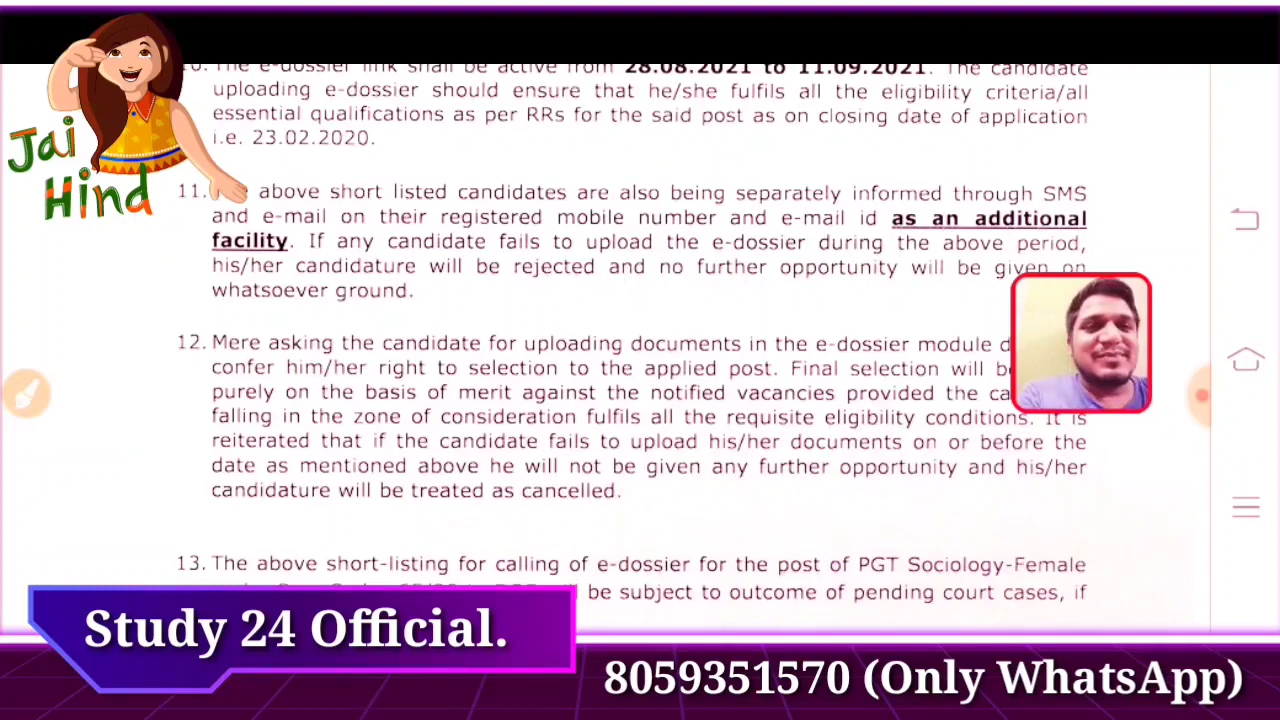 Jai
Hind
10. The e-dossier link shall be active from 28.08.2021 to 11.09.2021. The candidate
uploading e-dossier should ensure that he/she fulfils all the eligibility criteria/all
essential qualifications as per RRs for the said post as on closing date of application
i.e. 23.02.2020.
11. above short listed candidates are also being separately informed through SMS
and e-mail on their registered mobile number and e-mail id as an additional
facility. If any candidate fails to upload the e-dossier during the above period,
his/her candidature will be rejected and no further opportunity will be given on
whatsoever ground.
12. Mere asking the candidate for uploading documents in the e-dossier module
confer him/her right to selection to the applied post. Final selection will
purely on the basis of merit against the notified vacancies provided the
falling in the zone of consideration fulfils all the requisite eligibility conditions. It is
reiterated that if the candidate fails to upload his/her documents on or before the
date as mentioned above he will not be given any further opportunity and his/her
candidature will be treated as cancelled.
13. The above short-listing for calling of e-dossier for the post of PGT Sociology-Female
be subject to outcome of pending court cases, if
Study 24 Official.
8059351570 (Only WhatsApp)